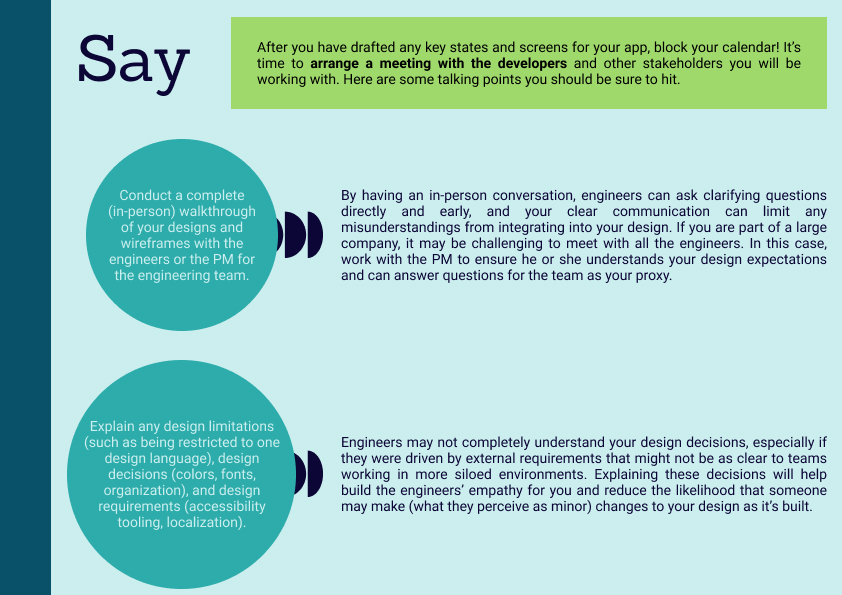 Say
After you have drafted any key states and screens for your app, block your calendar! It's
time to arrange a meeting with the developers and other stakeholders you will be
working with. Here are some talking points you should be sure to hit.
Conduct a complete
(in-person) walkthrough
of your designs and
wireframes with the
engineers or the PM for
the engineering team.
By having an in-person conversation, engineers can ask clarifying questions
directly and early, and your clear communication can limit any
misunderstandings from integrating into your design. If you are part of a large
company, it may be challenging to meet with all the engineers. In this case,
work with the PM to ensure he or she understands your design expectations
and can answer questions for the team as your proxy.
Explain any design limitations
(such as being restricted to one
design language), design
decisions (colors, fonts,
organization), and design
requirements (accessibility
tooling, localization).
Engineers may not completely understand your design decisions, especially if
they were driven by external requirements that might not be as clear to teams
working in more siloed environments. Explaining these decisions will help
build the engineers' empathy for you and reduce the likelihood that someone
may make (what they perceive as minor) changes to your design as it's built.